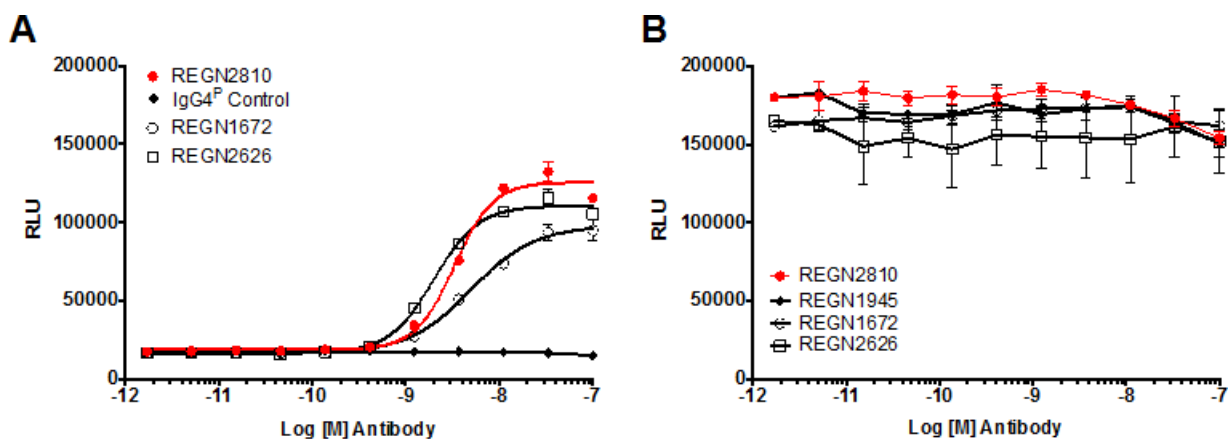 A
REGN2810
IgG4ᴾ Control
REGN1672
REGN2626
200000
150000
100000
50000
0
RLU
-12 -11 -10 -9 -8 -7
Log [M] Antibody
B
200000
150000
100000
50000
0
RLU
REGN2810
REGN1945
REGN1672
REGN2626
-12 -11 -10 -9 -8 -7
Log [M] Antibody